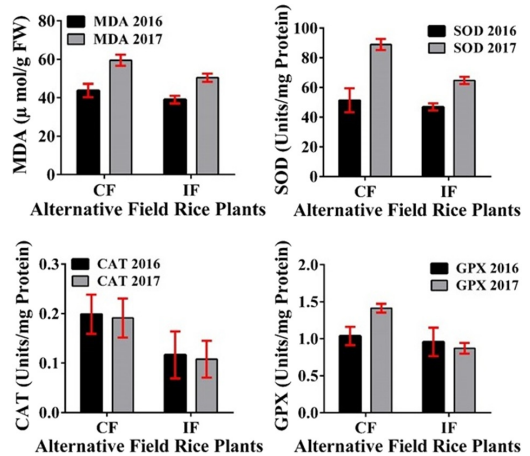 MDA (µ mol/g FW)
80
60
40
20
0
MDA 2016
MDA 2017
CF IF
Alternative Field Rice Plants
SOD (Units/mg Protein)
100
80
60
40
20
0
SOD 2016
SOD 2017
CF IF
Alternative Field Rice Plants
CAT (Units/mg Protein)
0.3
0.2
0.1
0.0
CAT 2016
CAT 2017
CF IF
Alternative Field Rice Plants
GPX (Units/mg Protein)
2.0
1.5
1.0
0.5
0.0
GPX 2016
GPX 2017
CF IF
Alternative Field Rice Plants